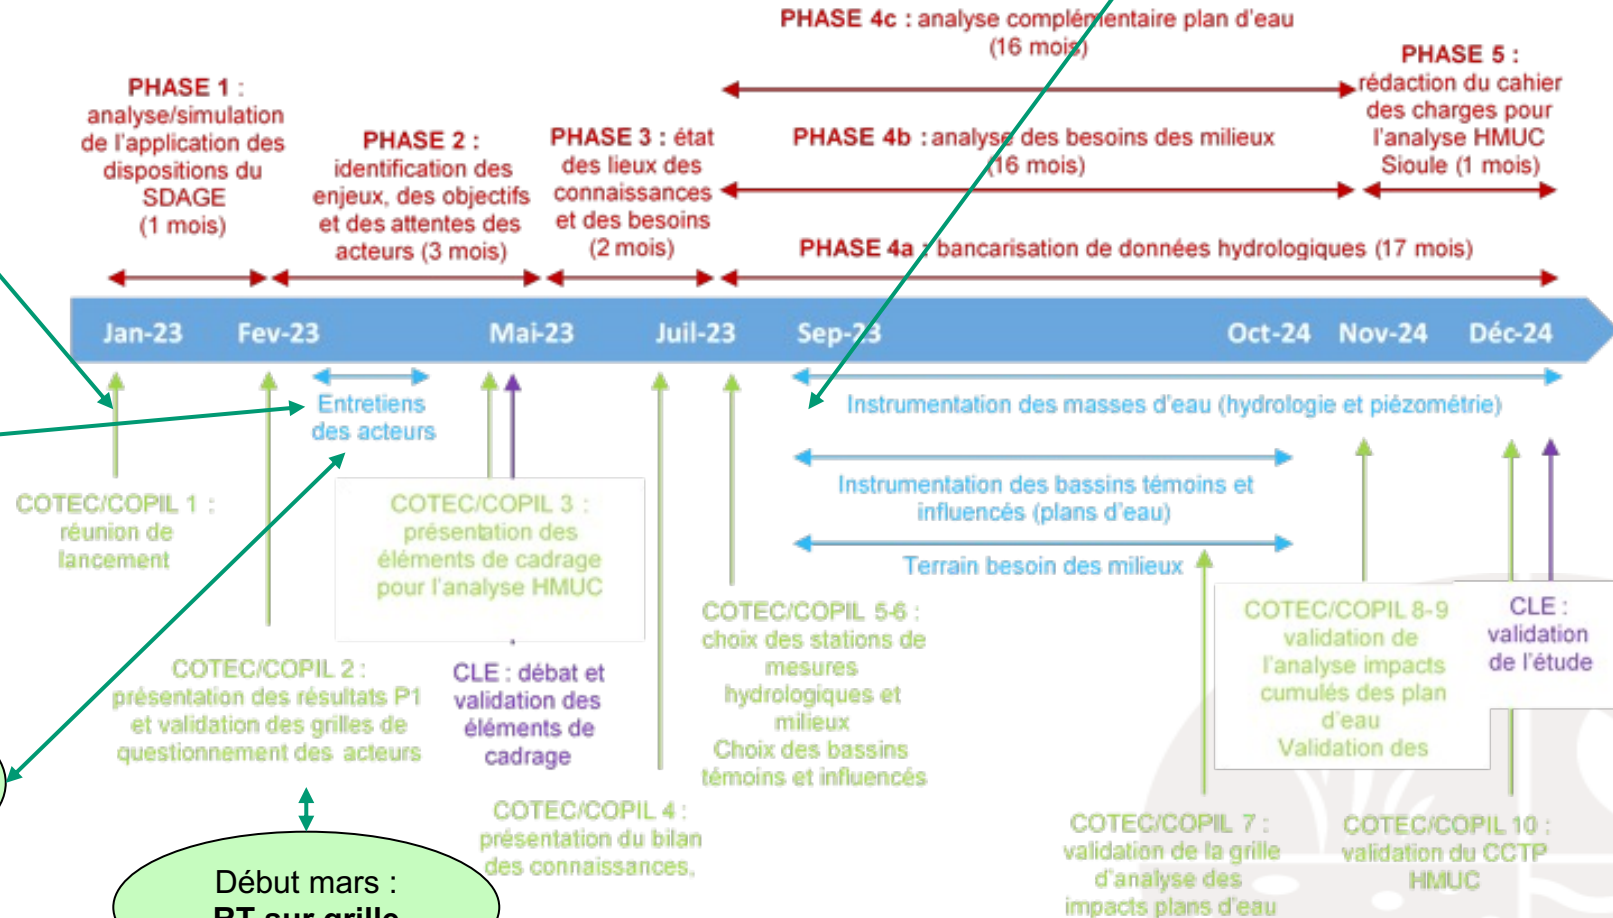 PHASE 4c : analyse complémentaire plan d'eau
(16 mois)
PHASE 1 :
analyse/simulation
de l'application des
dispositions du
SDAGE
(1 mois)
PHASE 2 :
identification des
enjeux, des objectifs
et des attentes des
acteurs (3 mois)
PHASE 3 : état
des lieux des
connaissances
et des besoins
(2 mois)
PHASE 4b : analyse des besoins des milieux
(16 mois)
PHASE 5 :
rédaction du cahier
des charges pour
l'analyse HMUC
Sioule (1 mois)
PHASE 4a : bancarisation de données hydrologiques (17 mois)
Jan-23 Fev-23 Mai-23 Juil-23 Sep-23 Oct-24 Nov-24 Déc-24
Entretiens
des acteurs
Instrumentation des masses d'eau (hydrologie et piézométrie)
Instrumentation des bassins témoins et
influencés (plans d'eau)
Terrain besoin des milieux
COTEC/COPIL 1 :
réunion de
lancement
COTEC/COPIL 3 :
présentation des
éléments de cadrage
pour l'analyse HMUC
COTEC/COPIL 2 :
présentation des résultats P1
et validation des grilles de
questionnement des acteurs
CLE : débat et
validation des
éléments de
cadrage
COTEC/COPIL 5-6 :
choix des stations de
mesures
hydrologiques et
milieux
Choix des bassins
témoins et influencés
COTEC/COPIL 8-9
validation de
l'analyse impacts
cumulés des plan
d'eau
Validation des
CLE :
validation
de l'étude
COTEC/COPIL 4 :
présentation du bilan
des connaissances,
COTEC/COPIL 7 :
validation de la grille
d'analyse des
impacts plans d'eau
COTEC/COPIL 10 :
validation du CCTP
HMUC
Début mars :
RT sur grille